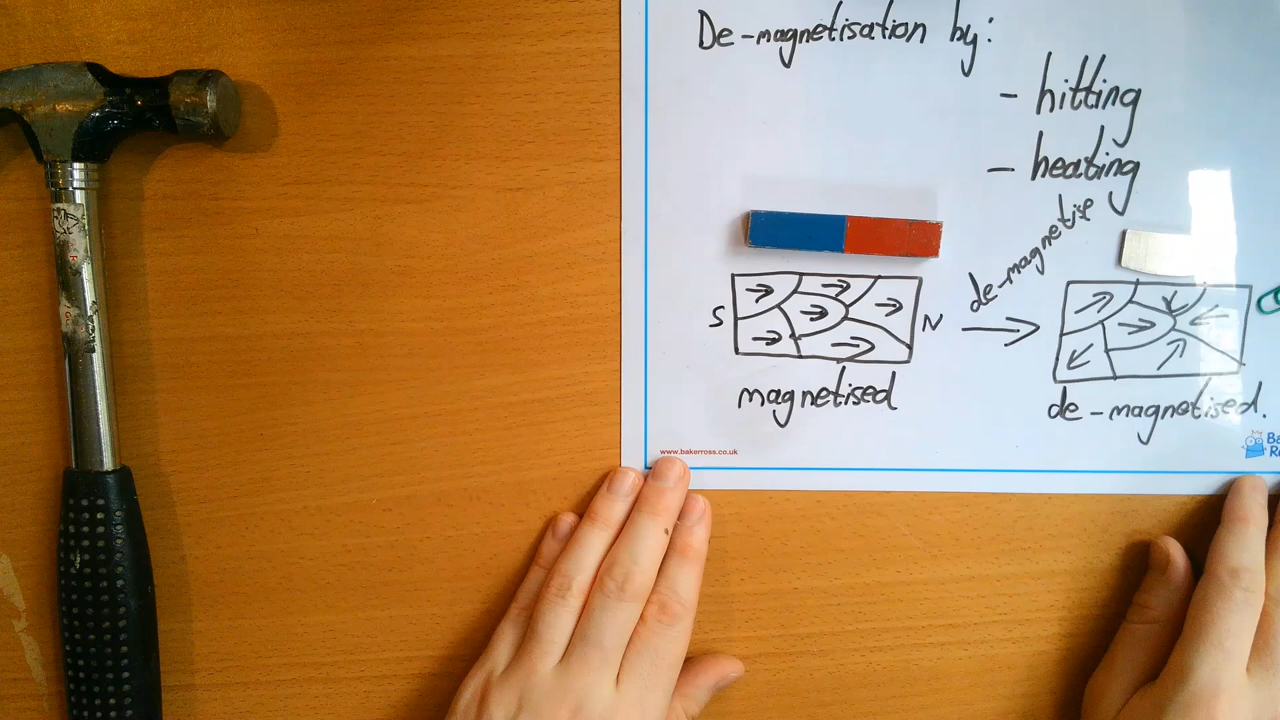 De-magnetisation by:
- hitting
- heating
de-magnetise
S
N
magnetised
de-magnetised.
www.bakerross.co.uk